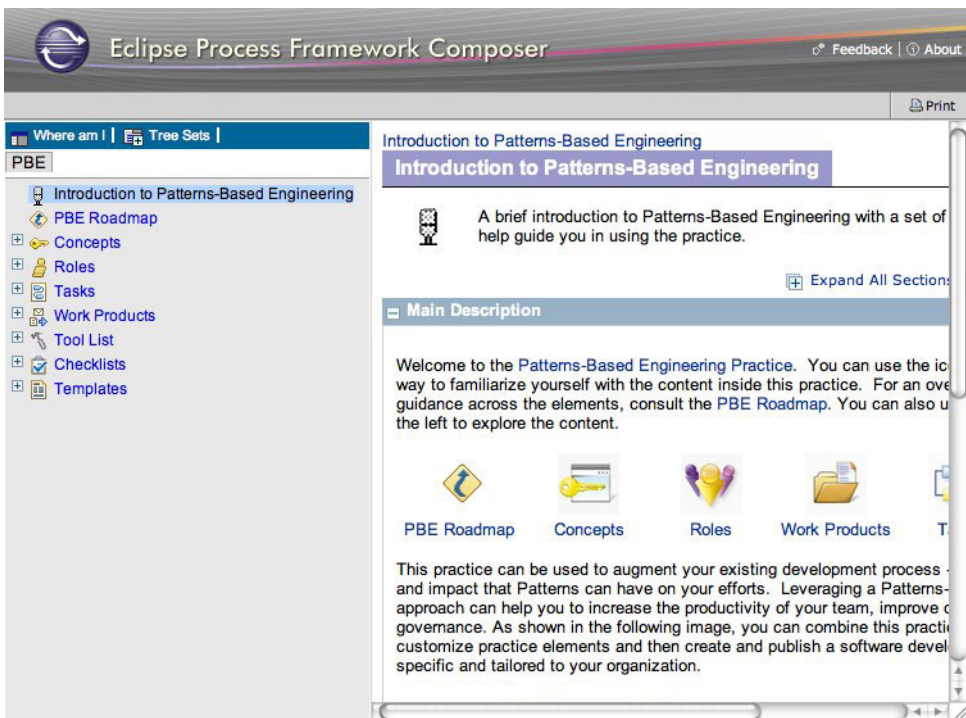 Eclipse Process Framework Composer
Feedback | About
Print
Where am I | Tree Sets |
PBE
Introduction to Patterns-Based Engineering
PBE Roadmap
Concepts
Roles
Tasks
Work Products
Tool List
Checklists
Templates
Introduction to Patterns-Based Engineering
Introduction to Patterns-Based Engineering
A brief introduction to Patterns-Based Engineering with a set of
help guide you in using the practice.
Expand All Sections
Main Description
Welcome to the Patterns-Based Engineering Practice. You can use the
way to familiarize yourself with the content inside this practice. For an
guidance across the elements, consult the PBE Roadmap. You can also
the left to explore the content.
PBE Roadmap
Concepts
Roles
Work Products
This practice can be used to augment your existing development process -
and impact that Patterns can have on your efforts. Leveraging a Patterns-
approach can help you to increase the productivity of your team, improve
governance. As shown in the following image, you can combine this
customize practice elements and then create and publish a software
specific and tailored to your organization.